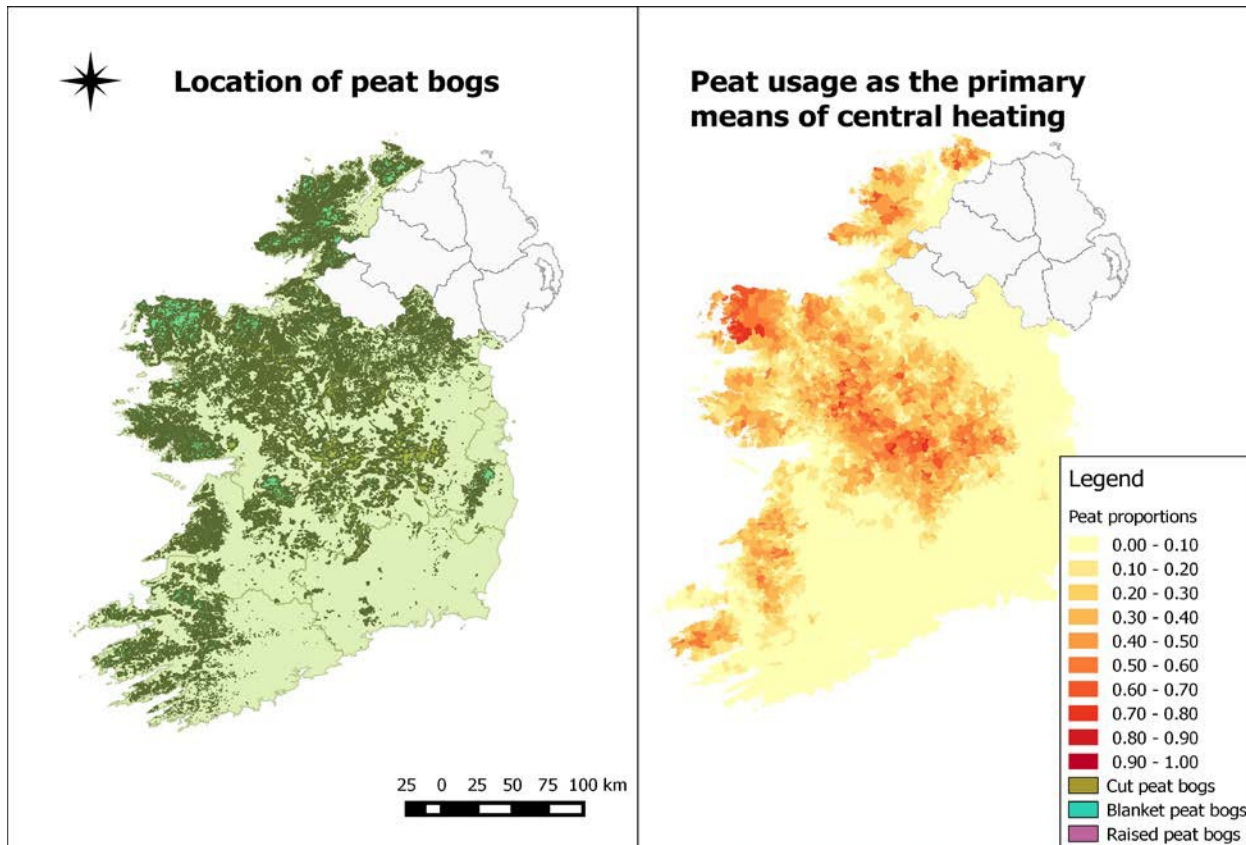 Location of peat bogs
Peat usage as the primary
means of central heating
25 0 25 50 75 100 km
Legend
Peat proportions
0.00 - 0.10
0.10 - 0.20
0.20 - 0.30
0.30 - 0.40
0.40 - 0.50
0.50 - 0.60
0.60 - 0.70
0.70 - 0.80
0.80 - 0.90
0.90 - 1.00
Cut peat bogs
Blanket peat bogs
Raised peat bogs